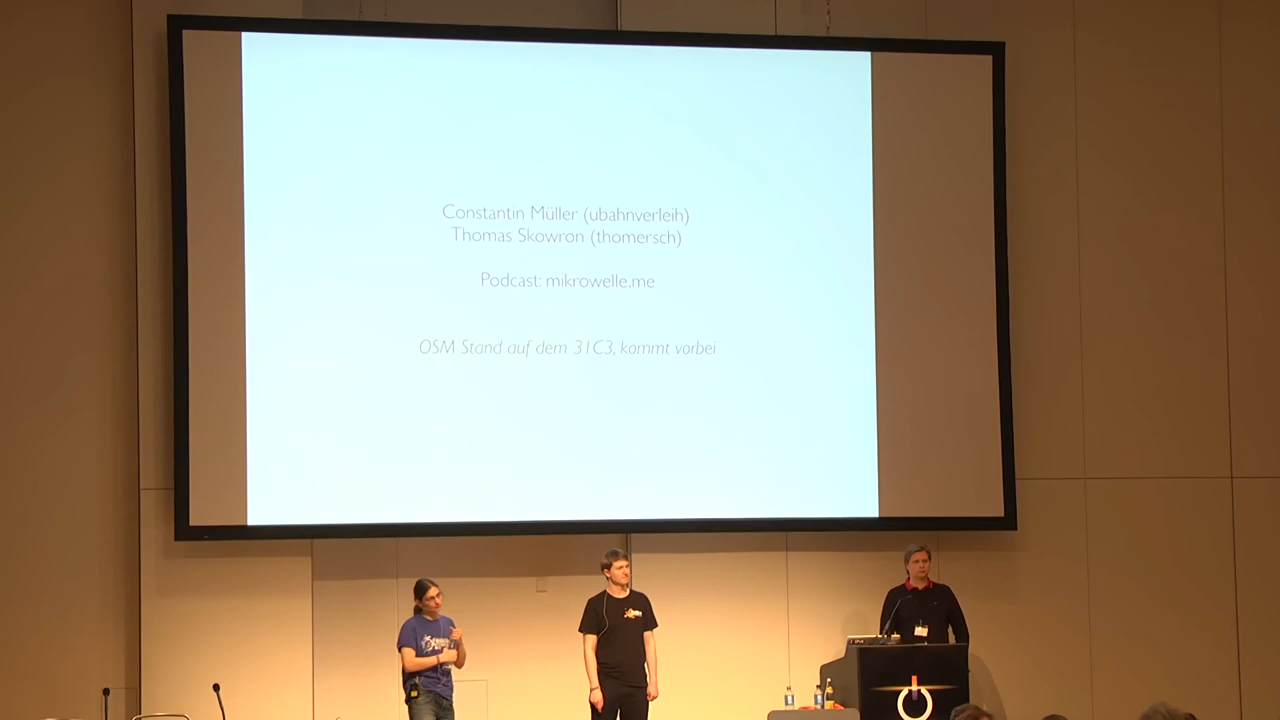 Constantin Müller (ubahnverleih)
Thomas Skowron (thomersch)
Podcast: mikrowelle.me
OSM Stand auf dem 31C3, kommt vorbei